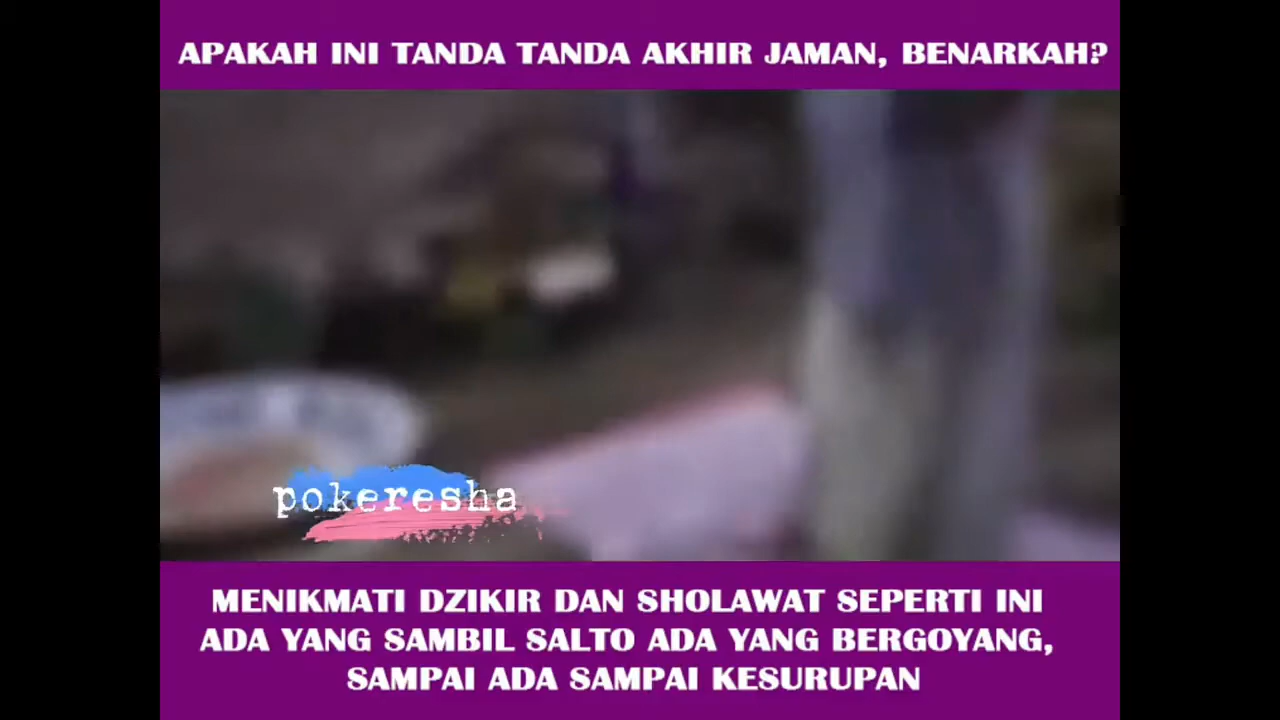 APAKAH INI TANDA TANDA AKHIR JAMAN, BENARKAH?
pokeresha
MENIKMATI DZIKIR DAN SHOLAWAT SEPERTI INI
ADA YANG SAMBIL SALTO ADA YANG BERGOYANG,
SAMPAI ADA SAMPAI KESURUPAN